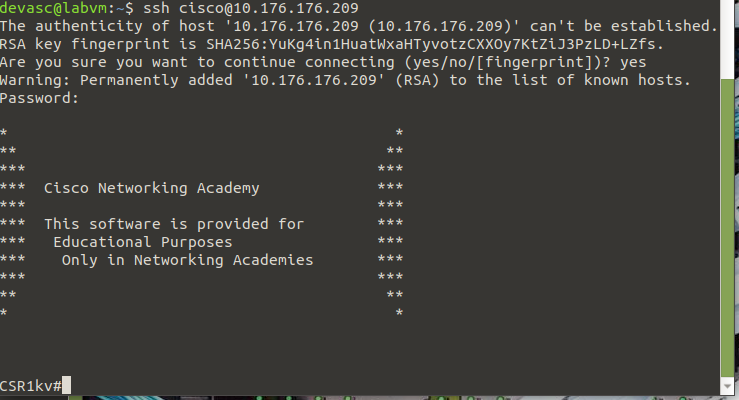 devasc@labvm:~$ ssh cisco@10.176.176.209
The authenticity of host '10.176.176.209 (10.176.176.209)' can't be established.
RSA key fingerprint is SHA256:YuKg4in1HuatWxaHTyvotzCXXOy7KtZiJ3PzLD+LZfs.
Are you sure you want to continue connecting (yes/no/[fingerprint])? yes
Warning: Permanently added '10.176.176.209' (RSA) to the list of known hosts.
Password:
*                                           *
**                                         **
***                                       ***
***  Cisco Networking Academy             ***
***                                       ***
***  This software is provided for        ***
***   Educational Purposes                ***
***    Only in Networking Academies       ***
***                                       ***
**                                         **
*                                           *
CSR1kv#